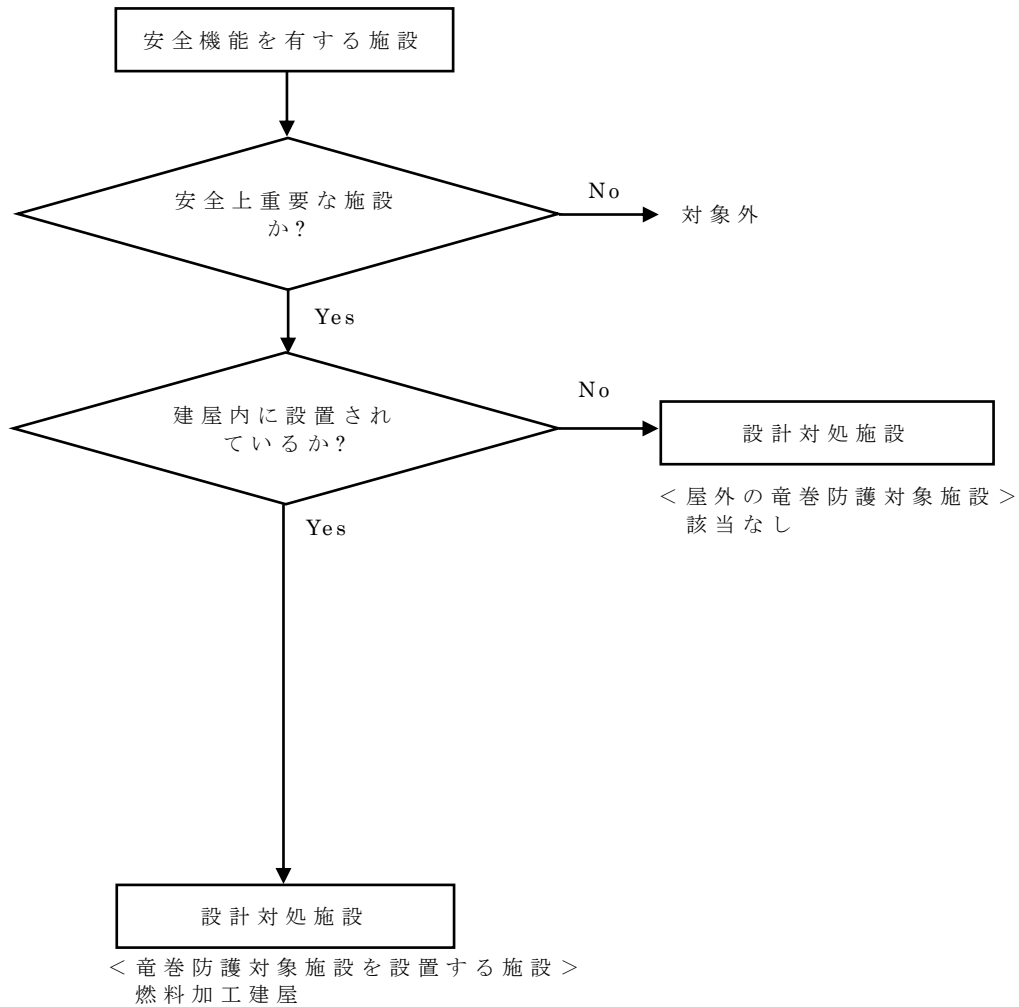 安全機能を有する施設
安全上重要な施設
か?
No
対象外
Yes
建屋内に設置され
ているか?
No
設計対処施設
<屋外の竜巻防護対象施設>
該当なし
Yes
設計対処施設
<竜巻防護対象施設を設置する施設>
燃料加工建屋